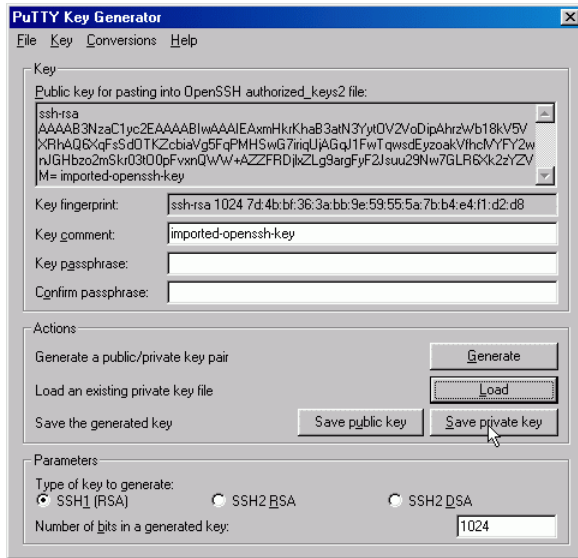 PuTTY Key Generator
File Key Conversions Help
Key
Public key for pasting into OpenSSH authorized_keys2 file:
ssh-rsa
AAAAB3NzaC1yc2EAAAABIwAAAIEAxmHkrKhaB3atN3YytOV2VoDipAhrzWb18kV5V
XRhAQ6XqFsSd0TKZcbiaVg5FqPMHSwG7iriqUjAGqJ1FwTqwsdEyzoakVfhclVfYFY2w
nJGHbzo2mSkr03tO0pFvxnQWW+AZZFRDjlxZLg9argFyF2Jsuu29Nw7GLR6Xk2zYZV
M= imported-openssh-key
Key fingerprint: ssh-rsa 1024 7d:4b:bf:36:3a:bb:9e:59:55:5a:7b:b4:e4:f1:d2:d8
Key comment: imported-openssh-key
Key passphrase:
Confirm passphrase:
Actions
Generate a public/private key pair Generate
Load an existing private key file Load
Save the generated key Save public key Save private key
Parameters
Type of key to generate:
SSH1 (RSA) SSH2 RSA SSH2 DSA
Number of bits in a generated key: 1024